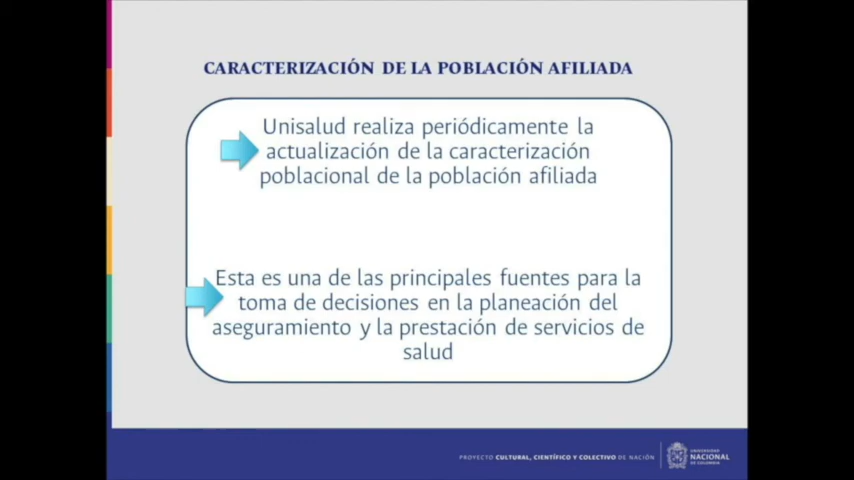 CARACTERIZACIÓN DE LA POBLACIÓN AFILIADA
Unisalud realiza periódicamente la
actualización de la caracterización
poblacional de la población afiliada
Esta es una de las principales fuentes para la
toma de decisiones en la planeación del
aseguramiento y la prestación de servicios de
salud
PROYECTO CULTURAL, CIENTÍFICO Y COLECTIVO DE NACIÓN
UNIVERSIDAD
NACIONAL
DE COLOMBIA